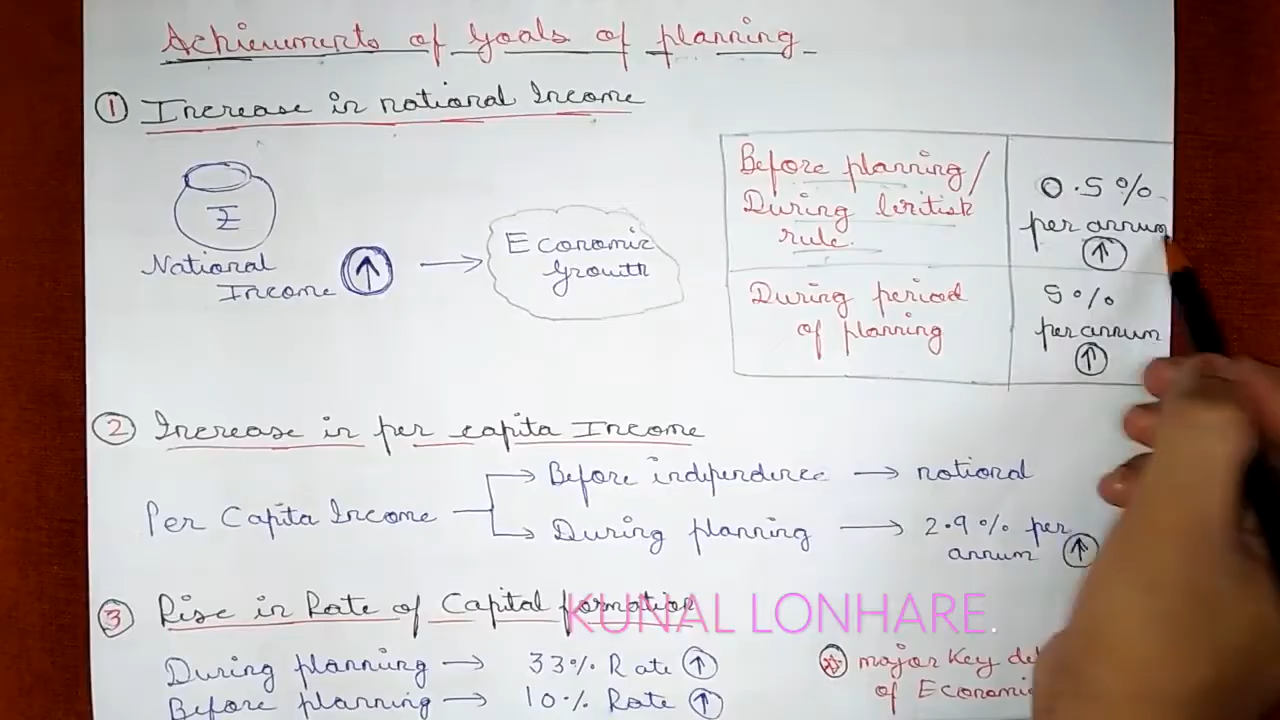 Achievements of Goals of planning
① Increase in national Income
₹
National
Income ↑ → Economic
Growth
Before planning/
During british
rule.
0.5%
per annum
↑
During period
of planning
5%
per annum
↑
② Increase in per capita Income
Per Capita Income
Before independence → notional
During planning → 2.9% per
annum ↑
③ Rise in Rate of Capital formation
KUNAL LONHARE.
During planning → 33% Rate ↑
Before planning → 10% Rate ↑
major key
of Economic